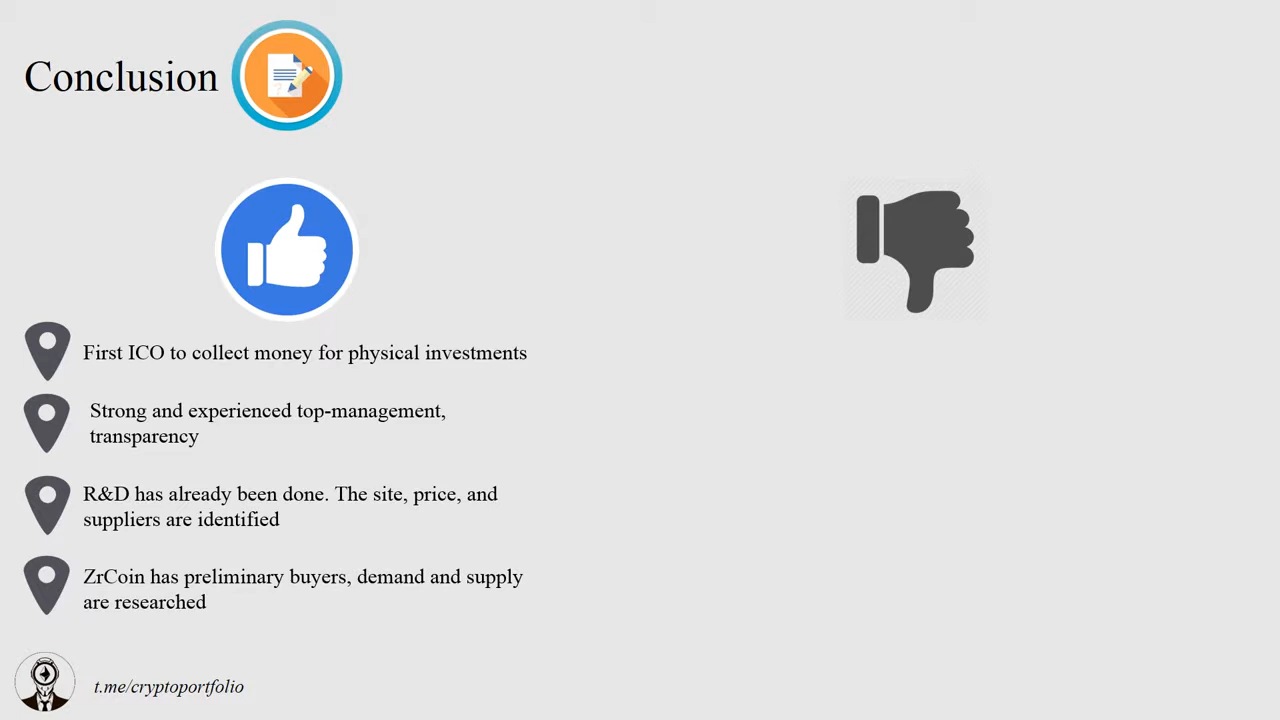 Conclusion
First ICO to collect money for physical investments
Strong and experienced top-management,
transparency
R&D has already been done. The site, price, and
suppliers are identified
ZrCoin has preliminary buyers, demand and supply
are researched
t.me/cryptoportfolio